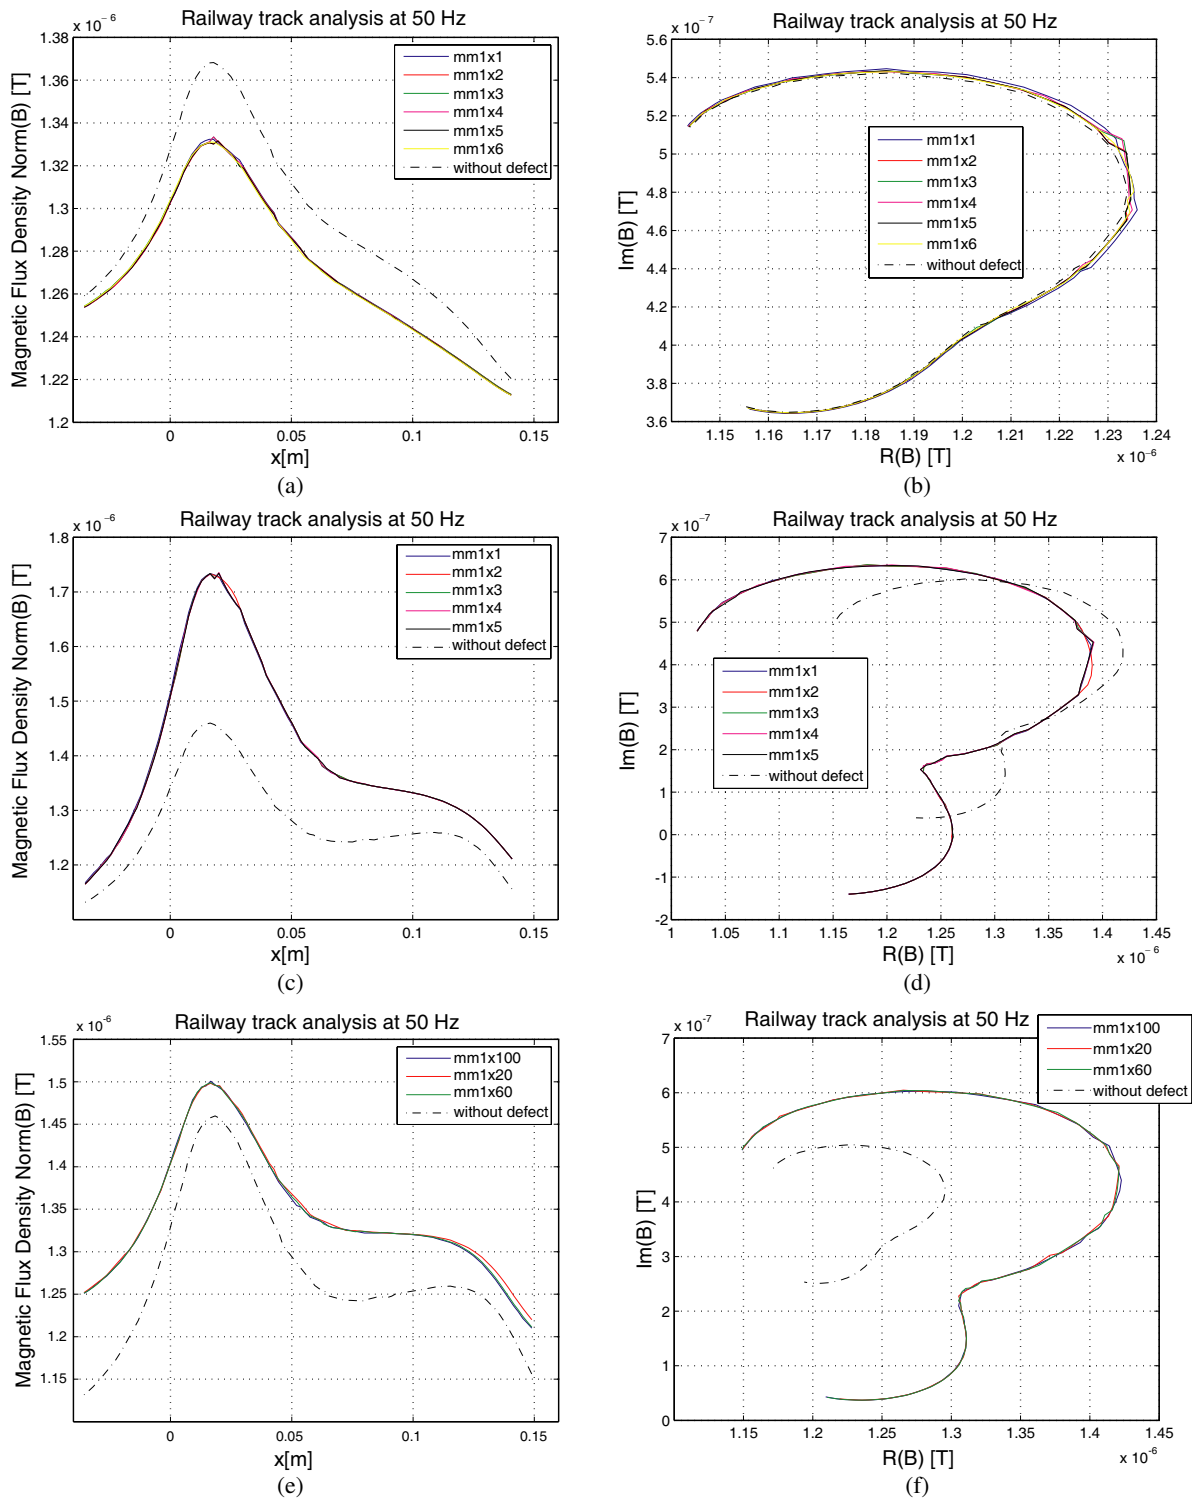 Railway track analysis at 50 Hz
x 10^-6
Magnetic Flux Density Norm(B) [T]
1.38
1.36
1.34
1.32
1.3
1.28
1.26
1.24
1.22
1.2
0
0.05
0.1
0.15
x[m]
mm1x1
mm1x2
mm1x3
mm1x4
mm1x5
mm1x6
without defect
(a)
Railway track analysis at 50 Hz
x 10^-7
Im(B) [T]
5.6
5.4
5.2
5
4.8
4.6
4.4
4.2
4
3.8
3.6
1.15
1.16
1.17
1.18
1.19
1.2
1.21
1.22
1.23
1.24
x 10^-6
R(B) [T]
mm1x1
mm1x2
mm1x3
mm1x4
mm1x5
mm1x6
without defect
(b)
Railway track analysis at 50 Hz
x 10^-6
Magnetic Flux Density Norm(B) [T]
1.8
1.7
1.6
1.5
1.4
1.3
1.2
0
0.05
0.1
0.15
x[m]
mm1x1
mm1x2
mm1x3
mm1x4
mm1x5
without defect
(c)
Railway track analysis at 50 Hz
x 10^-7
Im(B) [T]
7
6
5
4
3
2
1
0
-1
-2
1
1.05
1.1
1.15
1.2
1.25
1.3
1.35
1.4
1.45
x 10^-6
R(B) [T]
mm1x1
mm1x2
mm1x3
mm1x4
mm1x5
without defect
(d)
Railway track analysis at 50 Hz
x 10^-6
Magnetic Flux Density Norm(B) [T]
1.55
1.5
1.45
1.4
1.35
1.3
1.25
1.2
1.15
0
0.05
0.1
0.15
x[m]
mm1x100
mm1x20
mm1x60
without defect
(e)
Railway track analysis at 50 Hz
x 10^-7
Im(B) [T]
7
6
5
4
3
2
1
0
1.15
1.2
1.25
1.3
1.35
1.4
1.45
x 10^-6
R(B) [T]
mm1x100
mm1x20
mm1x60
without defect
(f)